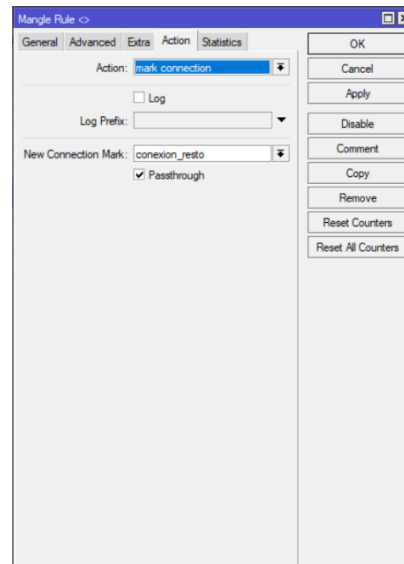 Mangle Rule <>
General Advanced Extra Action Statistics
Action: mark connection
Log
Log Prefix:
New Connection Mark: conexion_resto
Passthrough
OK
Cancel
Apply
Disable
Comment
Copy
Remove
Reset Counters
Reset All Counters